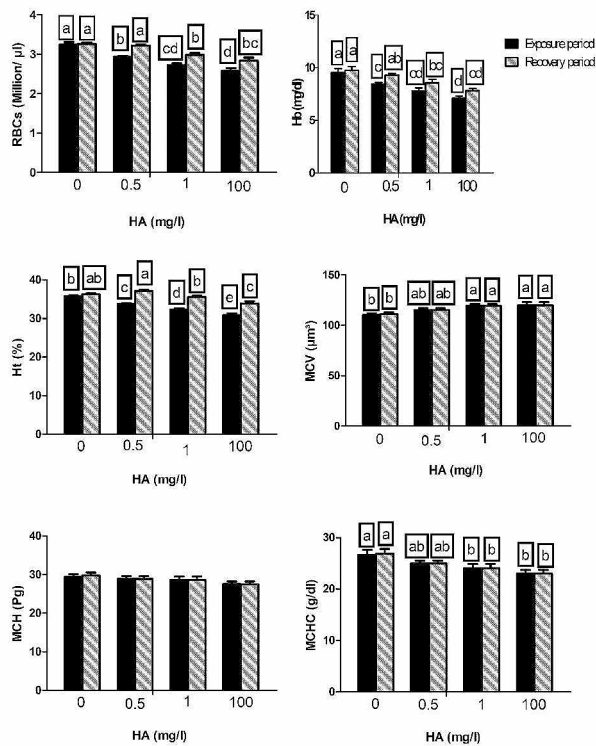 a a b a cd b d bc
4
3
2
1
0
RBCs (Million/ µl)
0 0.5 1 100
HA (mg/l)
a a c ab cd bc d cd
15
10
5
0
Hb(mg/dl)
0 0.5 1 100
HA(mg/l)
Exposure period
Recovery period
b ab c a d b e c
40
30
20
10
0
Ht (%)
0 0.5 1 100
HA (mg/l)
b b ab ab a a a a
150
100
50
0
MCV (µm³)
0 0.5 1 100
HA (mg/l)
40
30
20
10
0
MCH (Pg)
0 0.5 1 100
HA (mg/l)
a a ab ab b b b b
30
20
10
0
MCHC (g/dl)
0 0.5 1 100
HA (mg/l)